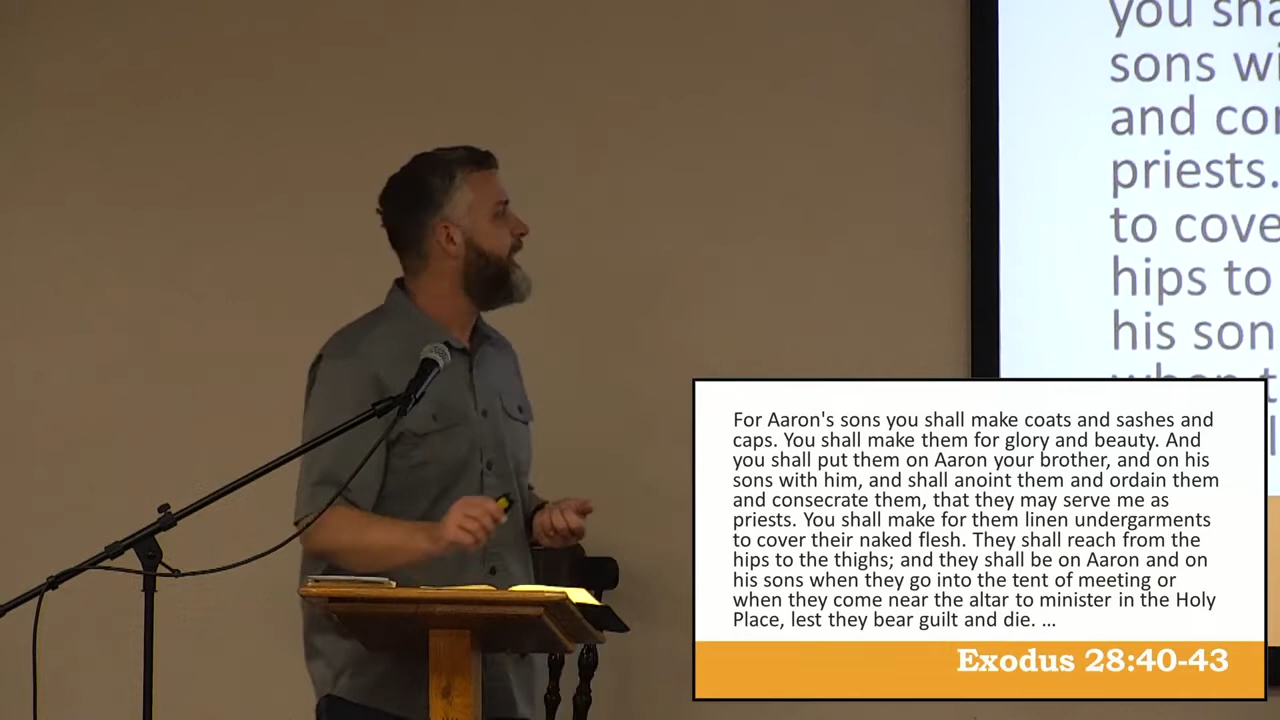 you sha
sons wi
and cor
priests.
to cove
hips to
his son
when t
For Aaron's sons you shall make coats and sashes and
caps. You shall make them for glory and beauty. And
you shall put them on Aaron your brother, and on his
sons with him, and shall anoint them and ordain them
and consecrate them, that they may serve me as
priests. You shall make for them linen undergarments
to cover their naked flesh. They shall reach from the
hips to the thighs; and they shall be on Aaron and on
his sons when they go into the tent of meeting or
when they come near the altar to minister in the Holy
Place, lest they bear guilt and die. ...
Exodus 28:40-43